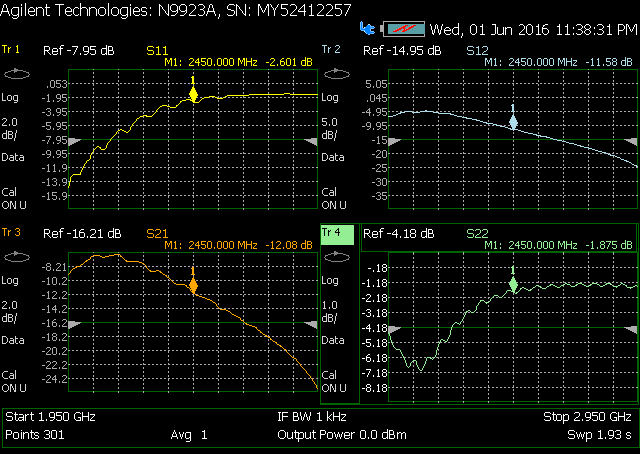 Agilent Technologies: N9923A, SN: MY52412257
Wed, 01 Jun 2016 11:38:31 PM
Tr 1 Ref -7.95 dB S11
M1: 2450.000 MHz -2.601 dB
1
Log
2.0
dB/
Data
Cal
ON U
.053
-1.95
-3.95
-5.95
-7.95
-9.95
-11.9
-13.9
-15.9
Tr 2 Ref -14.95 dB S12
M1: 2450.000 MHz -11.58 dB
1
Log
5.0
dB/
Data
Cal
ON U
5.05
.045
-4.95
-9.95
-15
-20
-25
-30
-35
Tr 3 Ref -16.21 dB S21
M1: 2450.000 MHz -12.08 dB
1
Log
2.0
dB/
Data
Cal
ON U
-8.21
-10.2
-12.2
-14.2
-16.2
-18.2
-20.2
-22.2
-24.2
Tr 4 Ref -4.18 dB S22
M1: 2450.000 MHz -1.875 dB
1
Log
1.0
dB/
Data
Cal
ON U
-1.18
-2.18
-3.18
-4.18
-5.18
-6.18
-7.18
-8.18
Start 1.950 GHz IF BW 1 kHz Stop 2.950 GHz
Points 301 Avg 1 Output Power 0.0 dBm Swp 1.93 s